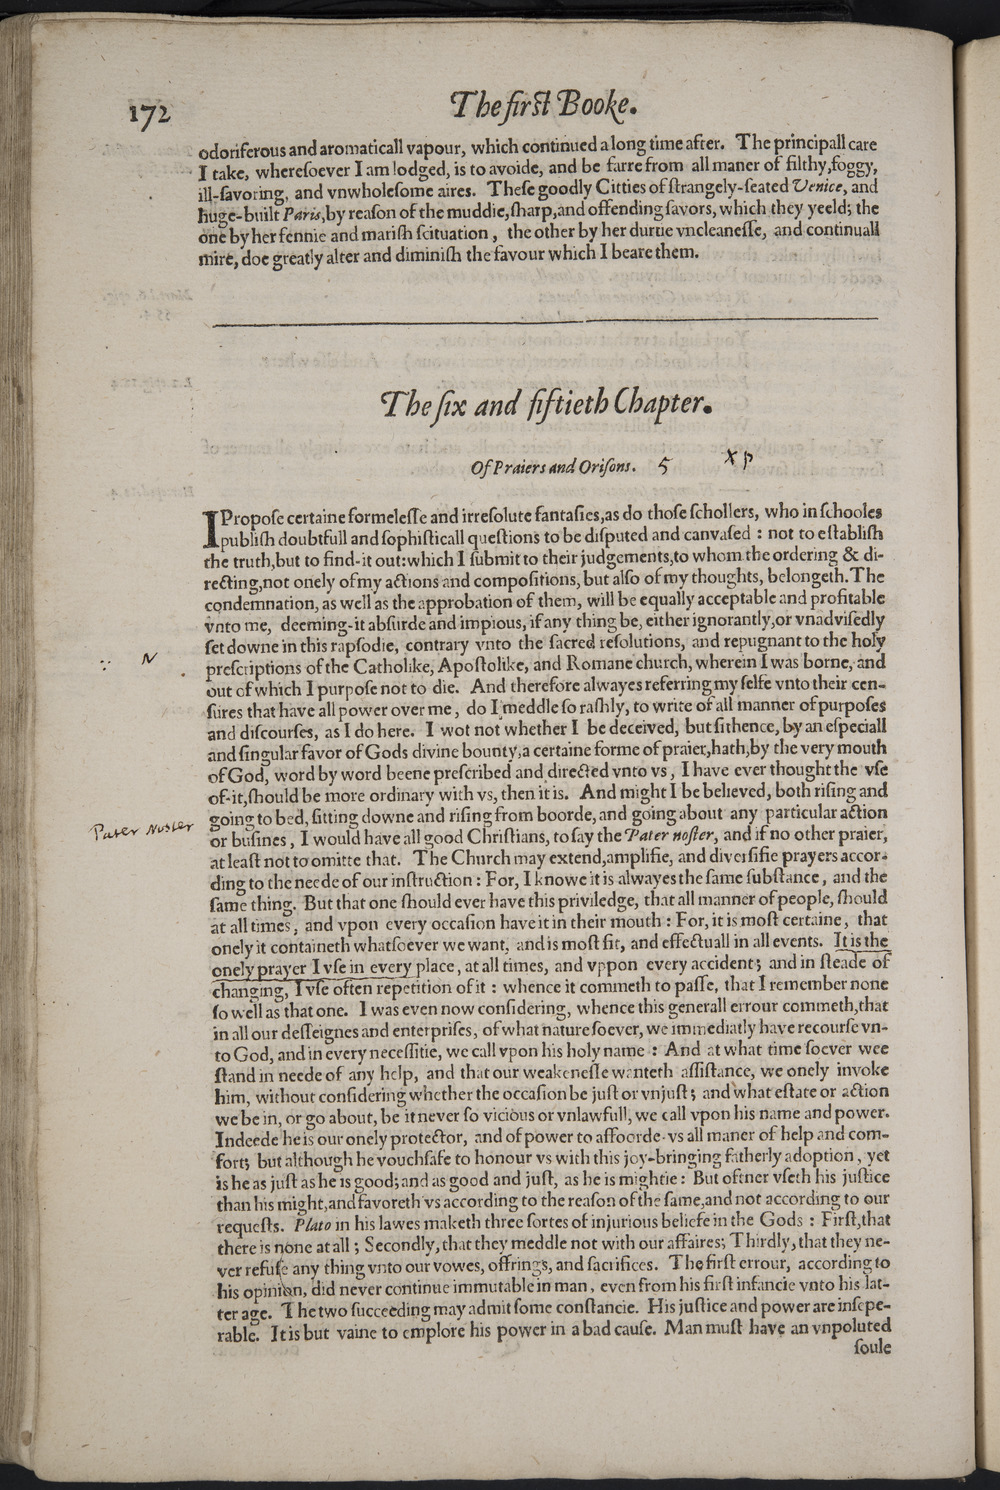 172
The firſt Booke.
odoriferous and aromaticall vapour, which continued a long time after. The principall care
I take, whereſoever I am lodged, is to avoide, and be farre from all maner of filthy, foggy,
ill-ſavoring, and vnwholeſome aires. Theſe goodly Citties of ſtrangely-ſeated Venice, and
huge-built Paris, by reaſon of the muddie, ſharp, and offending ſavors, which they yeeld; the
one by her fennie and mariſh ſcituation, the other by her durtie vncleaneſſe, and continuall
mire, doe greatly alter and diminiſh the favour which I beare them.
The ſix and fiftieth Chapter.
Of Praiers and Oriſons. 5 XP
I Propoſe certaine formeleſſe and irreſolute fantaſies, as do thoſe ſchollers, who in ſchooles
publiſh doubtfull and ſophiſticall queſtions to be diſputed and canvaſed : not to eſtabliſh
the truth, but to find-it out: which I ſubmit to their judgements, to whom the ordering & di-
recting, not onely of my actions and compoſitions, but alſo of my thoughts, belongeth. The
condemnation, as well as the approbation of them, will be equally acceptable and profitable
vnto me, deeming-it abſurde and impious, if any thing be, either ignorantly, or vnadviſedly
ſet downe in this rapſodie, contrary vnto the ſacred reſolutions, and repugnant to the holy
N
preſcriptions of the Catholike, Apoſtolike, and Romane church, wherein I was borne, and
out of which I purpoſe not to die. And therefore alwayes referring my ſelfe vnto their cen-
ſures that have all power over me, do I meddle ſo raſhly, to write of all manner of purpoſes
and diſcourſes, as I do here. I wot not whether I be deceived, but ſithence, by an eſpeciall
and ſingular favor of Gods divine bounty, a certaine forme of praier, hath, by the very mouth
of God, word by word beene preſcribed and directed vnto vs, I have ever thought the vſe
of-it, ſhould be more ordinary with vs, then it is. And might I be believed, both riſing and
going to bed, ſitting downe and riſing from boorde, and going about any particular action
Pater Noster
or buſines, I would have all good Chriſtians, to ſay the Pater noſter, and if no other praier,
at leaſt not to omitte that. The Church may extend, amplifie, and diverſifie prayers accor-
ding to the neede of our inſtruction : For, I knowe it is alwayes the ſame ſubſtance, and the
ſame thing. But that one ſhould ever have this priviledge, that all manner of people, ſhould
at all times, and vpon every occaſion have it in their mouth : For, it is moſt certaine, that
onely it containeth whatſoever we want, and is moſt fit, and effectuall in all events. It is the
onely prayer I vſe in every place, at all times, and vppon every accident; and in ſteade of
changing, I vſe often repetition of it : whence it commeth to paſſe, that I remember none
ſo well as that one. I was even now conſidering, whence this generall errour commeth, that
in all our deſſeignes and enterpriſes, of what nature ſoever, we immediatly have recourſe vn-
to God, and in every neceſſitie, we call vpon his holy name : And at what time ſoever wee
ſtand in neede of any help, and that our weakeneſſe wanteth aſſiſtance, we onely invoke
him, without conſidering whether the occaſion be juſt or vnjuſt; and what eſtate or action
we be in, or go about, be it never ſo vicious or vnlawfull, we call vpon his name and power.
Indeede he is our onely protector, and of power to affoorde vs all maner of help and com-
fort; but although he vouchſafe to honour vs with this joy-bringing fatherly adoption, yet
is he as juſt as he is good; and as good and juſt, as he is mightie : But oftner vſeth his juſtice
than his might, and favoreth vs according to the reaſon of the ſame, and not according to our
requeſts. Plato in his lawes maketh three ſortes of injurious beliefe in the Gods : Firſt, that
there is none at all ; Secondly, that they meddle not with our affaires; Thirdly, that they ne-
ver refuſe any thing vnto our vowes, offrings, and ſacrifices. The firſt errour, according to
his opinion, did never continue immutable in man, even from his firſt infancie vnto his lat-
ter age. The two ſucceeding may admit ſome conſtancie. His juſtice and power are inſepe-
rable. It is but vaine to emplore his power in a bad cauſe. Man muſt have an vnpoluted
ſoule